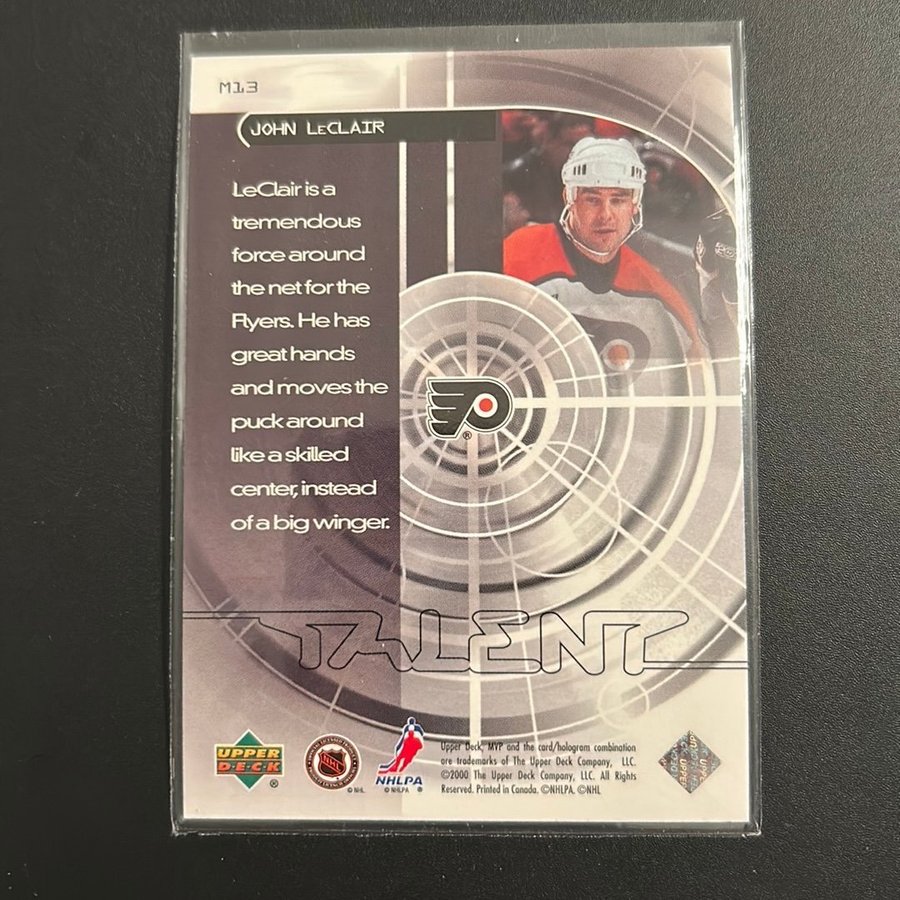 M13
JOHN LECLAIR
LeClair is a
tremendous
force around
the net for the
Flyers. He has
great hands
and moves the
puck around
like a skilled
center, instead
of a big winger.
TALENT
UPPER
DECK
®
NHL
© NHL
NHLPA
© NHLPA ®
Upper Deck, MVP and the card/hologram combination
are trademarks of The Upper Deck Company, LLC.
©2000 The Upper Deck Company, LLC. All Rights
Reserved. Printed in Canada. ©NHLPA. ©NHL